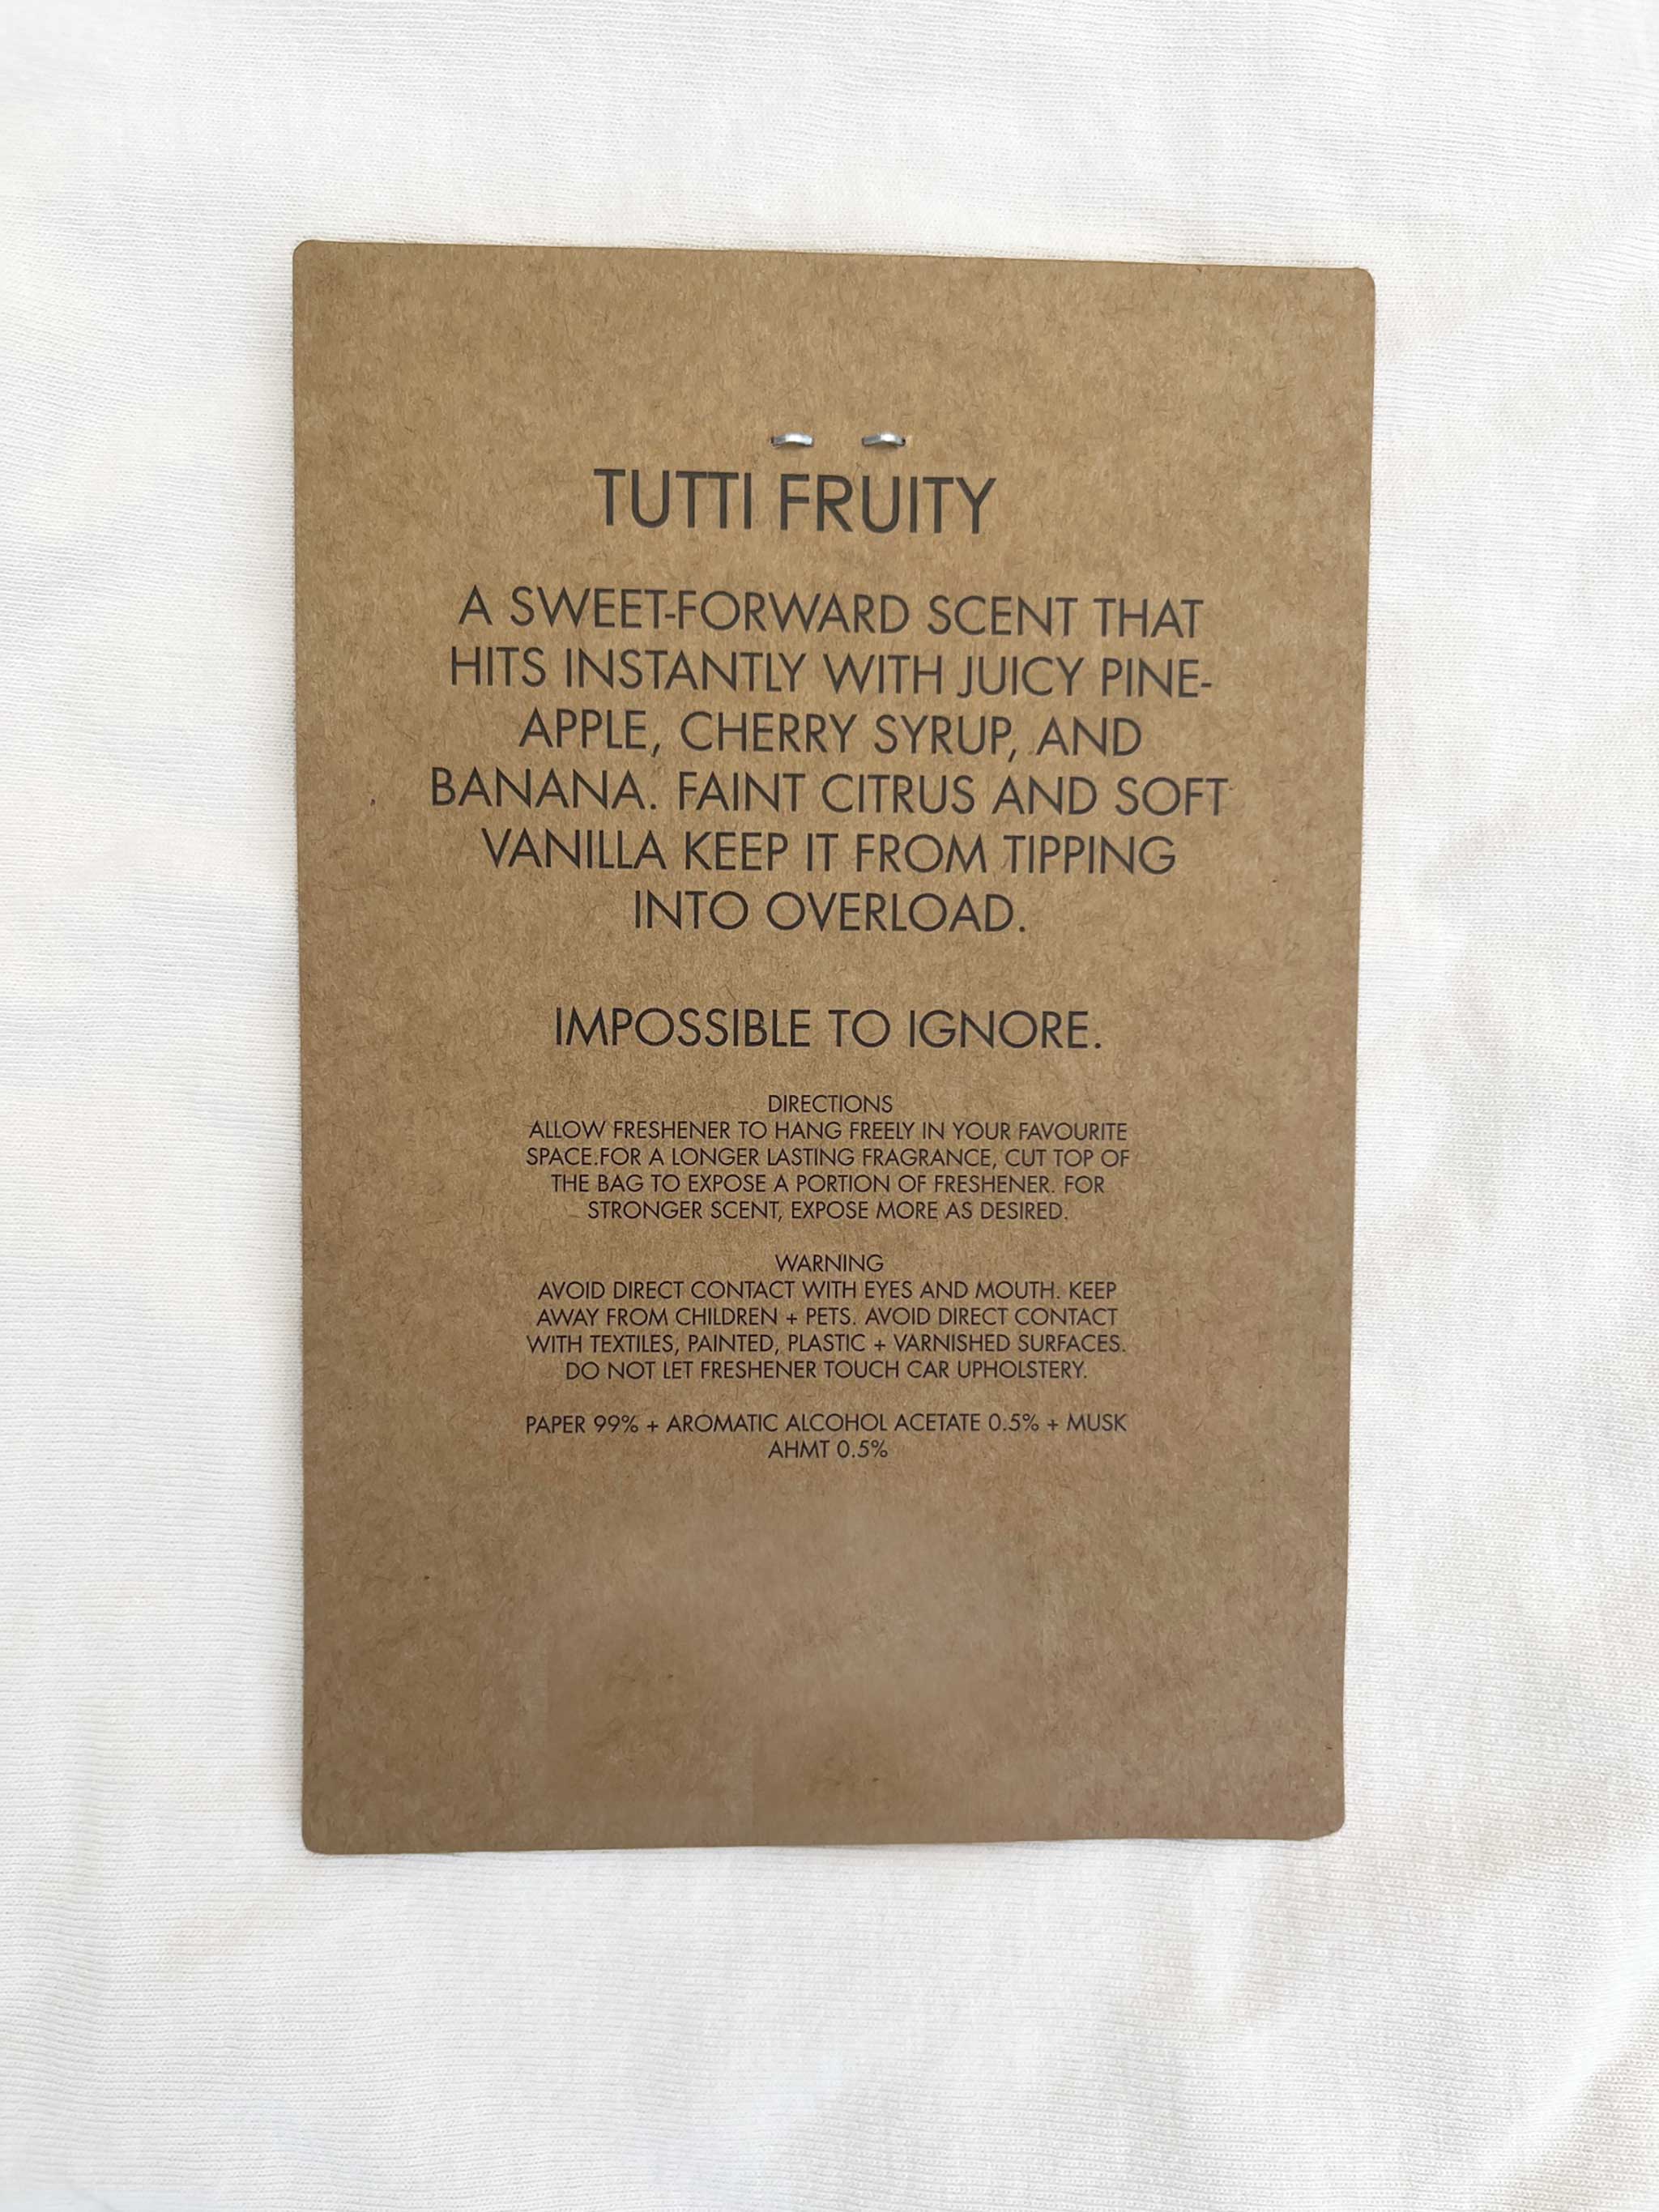 TUTTI FRUITY
A SWEET-FORWARD SCENT THAT
HITS INSTANTLY WITH JUICY PINE-
APPLE, CHERRY SYRUP, AND
BANANA. FAINT CITRUS AND SOFT
VANILLA KEEP IT FROM TIPPING
INTO OVERLOAD.
IMPOSSIBLE TO IGNORE.
DIRECTIONS
ALLOW FRESHENER TO HANG FREELY IN YOUR FAVOURITE
SPACE.FOR A LONGER LASTING FRAGRANCE, CUT TOP OF
THE BAG TO EXPOSE A PORTION OF FRESHENER. FOR
STRONGER SCENT, EXPOSE MORE AS DESIRED.
WARNING
AVOID DIRECT CONTACT WITH EYES AND MOUTH. KEEP
AWAY FROM CHILDREN + PETS. AVOID DIRECT CONTACT
WITH TEXTILES, PAINTED, PLASTIC + VARNISHED SURFACES.
DO NOT LET FRESHENER TOUCH CAR UPHOLSTERY.
PAPER 99% + AROMATIC ALCOHOL ACETATE 0.5% + MUSK
AHMT 0.5%